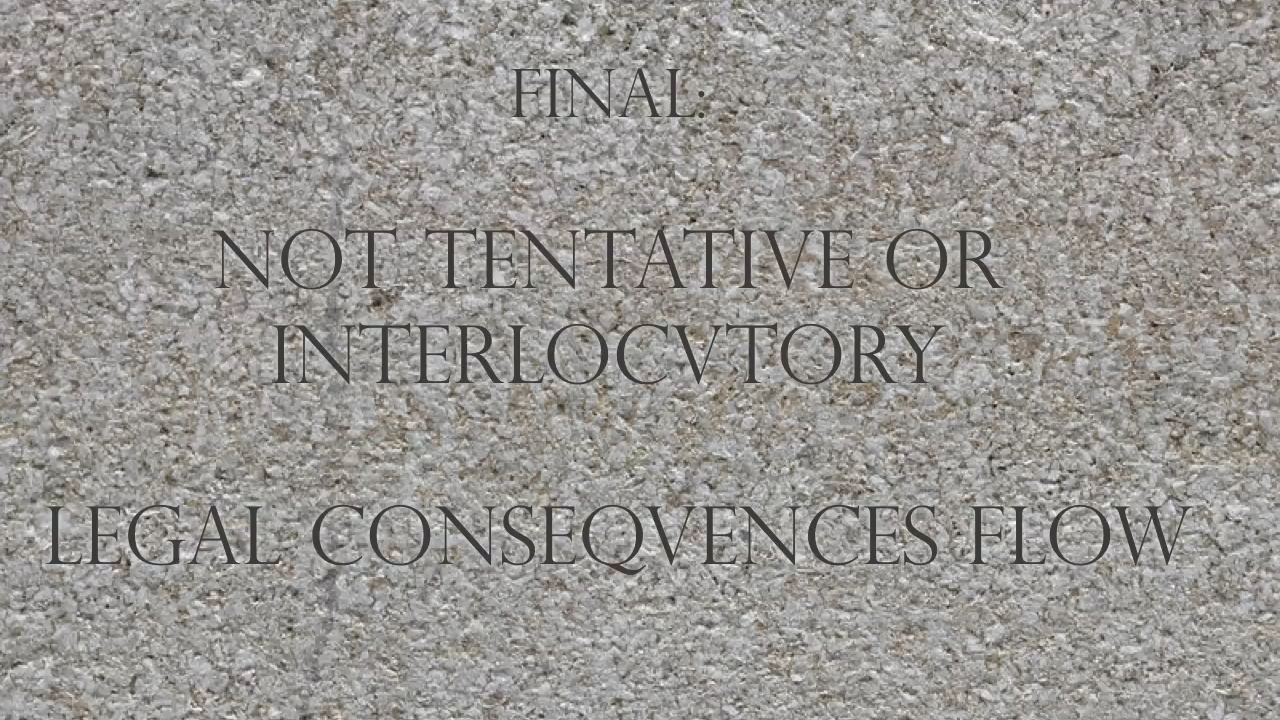 FINAL:
NOT TENTATIVE OR
INTERLOCVTORY
LEGAL CONSEQVENCES FLOW